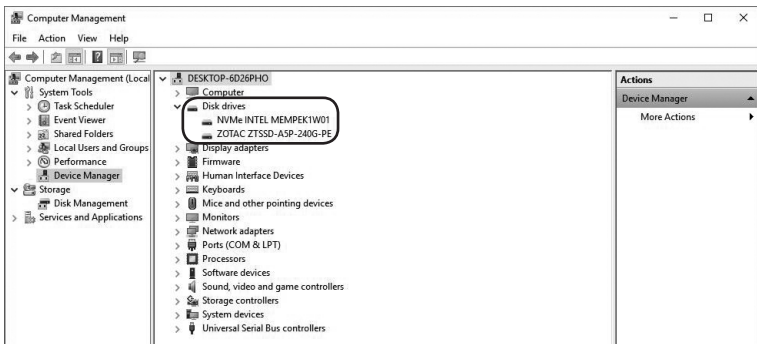 Computer Management
File Action View Help
Computer Management (Local
System Tools
Task Scheduler
Event Viewer
Shared Folders
Local Users and Groups
Performance
Device Manager
Storage
Disk Management
Services and Applications
DESKTOP-6D26PHO
Computer
Disk drives
NVMe INTEL MEMPEK1W01
ZOTAC ZTSSD-A5P-240G-PE
Display adapters
Firmware
Human Interface Devices
Keyboards
Mice and other pointing devices
Monitors
Network adapters
Ports (COM & LPT)
Processors
Software devices
Sound, video and game controllers
Storage controllers
System devices
Universal Serial Bus controllers
Actions
Device Manager
More Actions